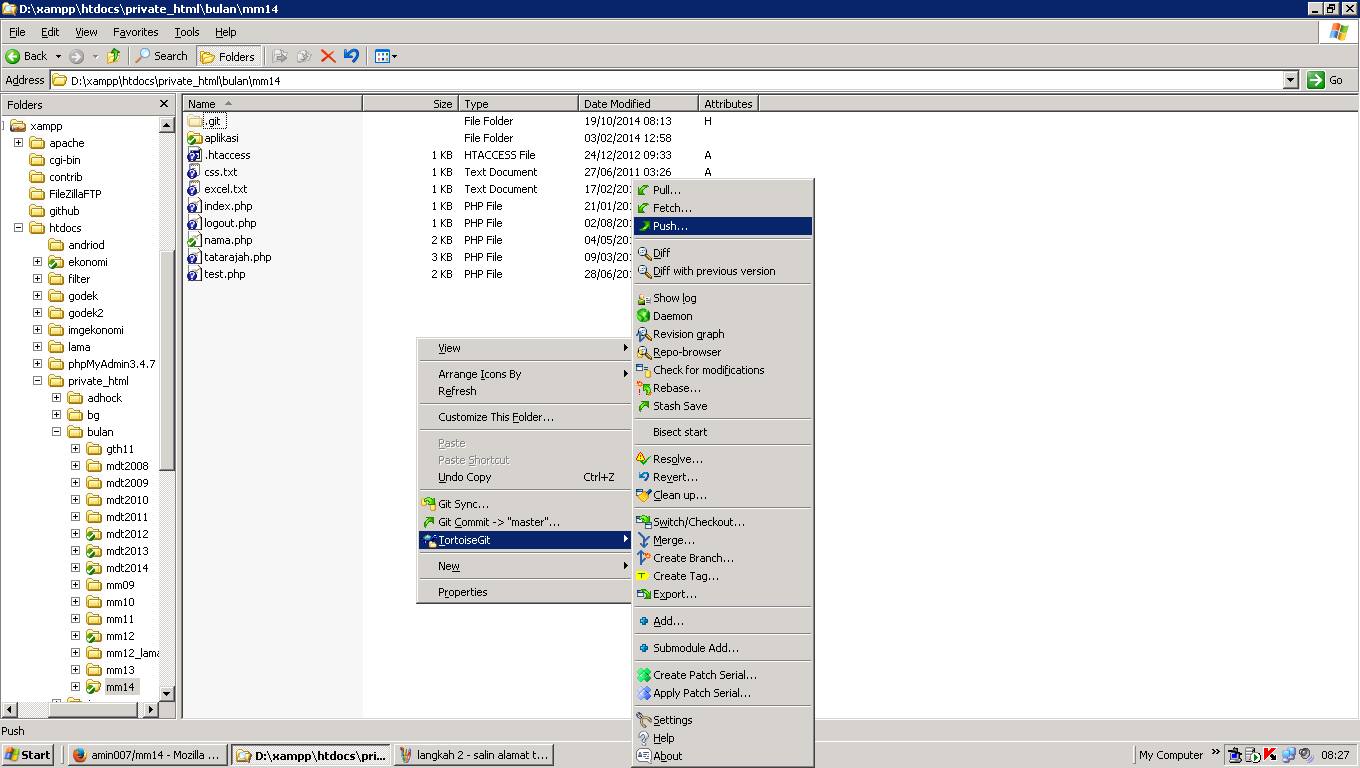 D:\xampp\htdocs\private_html\bulan\mm14
File Edit View Favorites Tools Help
Back Search Folders
Address D:\xampp\htdocs\private_html\bulan\mm14 Go
Folders
xampp
apache
cgi-bin
contrib
FileZillaFTP
github
htdocs
andriod
ekonomi
filter
godek
godek2
imgekonomi
lama
phpMyAdmin3.4.7
private_html
adhock
bg
bulan
gth11
mdt2008
mdt2009
mdt2010
mdt2011
mdt2012
mdt2013
mdt2014
mm09
mm10
mm11
mm12
mm12_lama
mm13
mm14
Name Size Type Date Modified Attributes
.git File Folder 19/10/2014 08:13 H
aplikasi File Folder 03/02/2014 12:58
.htaccess 1 KB HTACCESS File 24/12/2012 09:33 A
css.txt 1 KB Text Document 27/06/2011 03:26 A
excel.txt 1 KB Text Document 17/02/20
index.php 1 KB PHP File 21/01/20
logout.php 1 KB PHP File 02/08/20
nama.php 2 KB PHP File 04/05/20
tatarajah.php 2 KB PHP File 09/03/20
test.php 2 KB PHP File 28/06/20
View
Arrange Icons By
Refresh
Customize This Folder...
Paste
Paste Shortcut
Undo Copy Ctrl+Z
Git Sync...
Git Commit -> "master"...
TortoiseGit
New
Properties
Pull...
Fetch...
Push...
Diff
Diff with previous version
Show log
Daemon
Revision graph
Repo-browser
Check for modifications
Rebase...
Stash Save
Bisect start
Resolve...
Revert...
Clean up...
Switch/Checkout...
Merge...
Create Branch...
Create Tag...
Export...
Add...
Submodule Add...
Create Patch Serial...
Apply Patch Serial...
Settings
Help
About
Push
Start amin007/mm14 - Mozilla ... D:\xampp\htdocs\pri... langkah 2 - salin alamat t... My Computer » 08:27